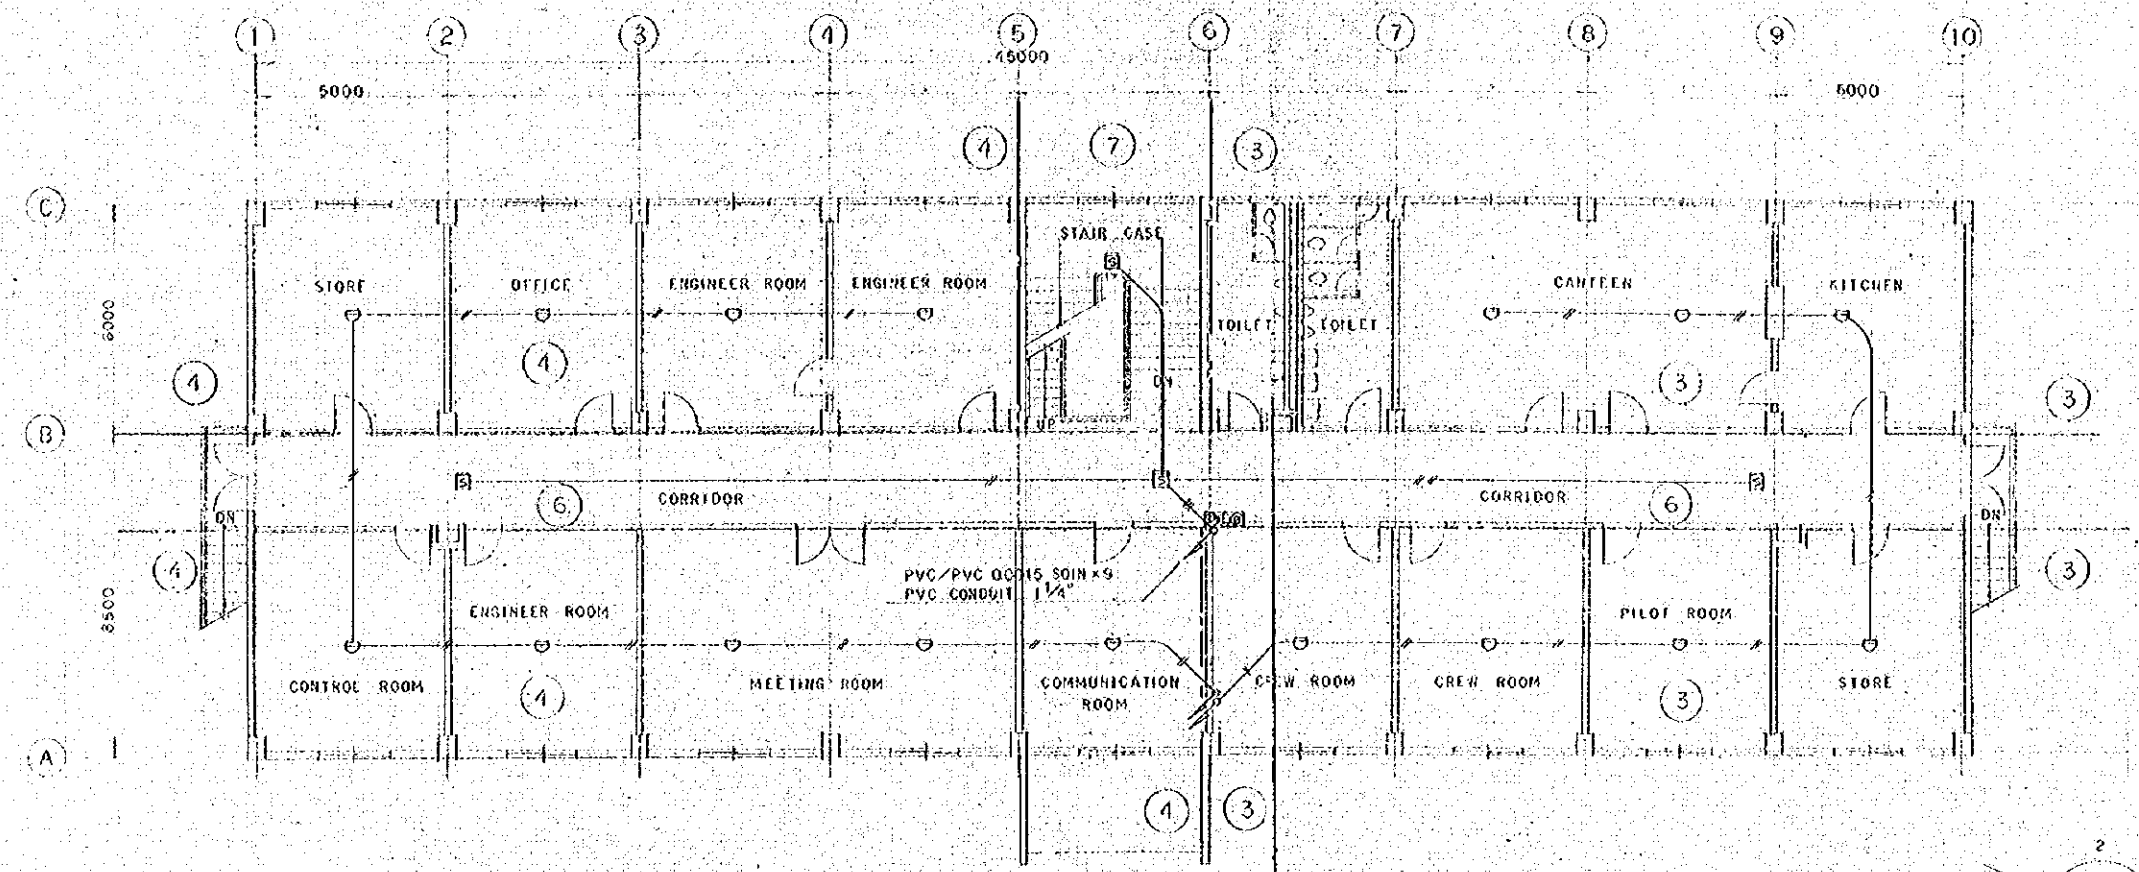 1 2 3 4 5 6 7 8 9 10
45000
5000 5000
4 7 3
C
STAIR CASE
STORE OFFICE ENGINEER ROOM ENGINEER ROOM CANTEEN KITCHEN
6000
TOILET TOILET
4 4 3 3
DN
B
UP
S S S S
CORRIDOR CORRIDOR
6 6
DN DN
4 3
PVC/PVC
PVC CONDUIT 1 1/4"
8500
ENGINEER ROOM PILOT ROOM
CONTROL ROOM MEETING ROOM COMMUNICATION ROOM CREW ROOM CREW ROOM STORE
4 3
A
4 3
2